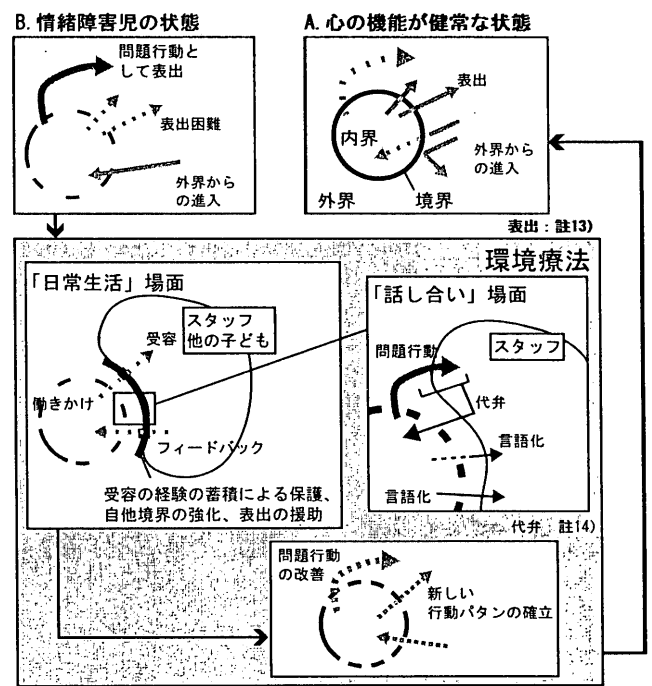 B. 情緒障害児の状態
問題行動と
して表出
表出困難
外界から
の進入
A. 心の機能が健常な状態
表出
内界
外界から
の進入
外界
境界
表出：註13)
環境療法
「日常生活」場面
スタッフ
他の子ども
受容
働きかけ
フィードバック
受容の経験の蓄積による保護、
自他境界の強化、表出の援助
「話し合い」場面
問題行動
スタッフ
代弁
言語化
言語化
代弁 註14)
問題行動
の改善
新しい
行動パタンの確立